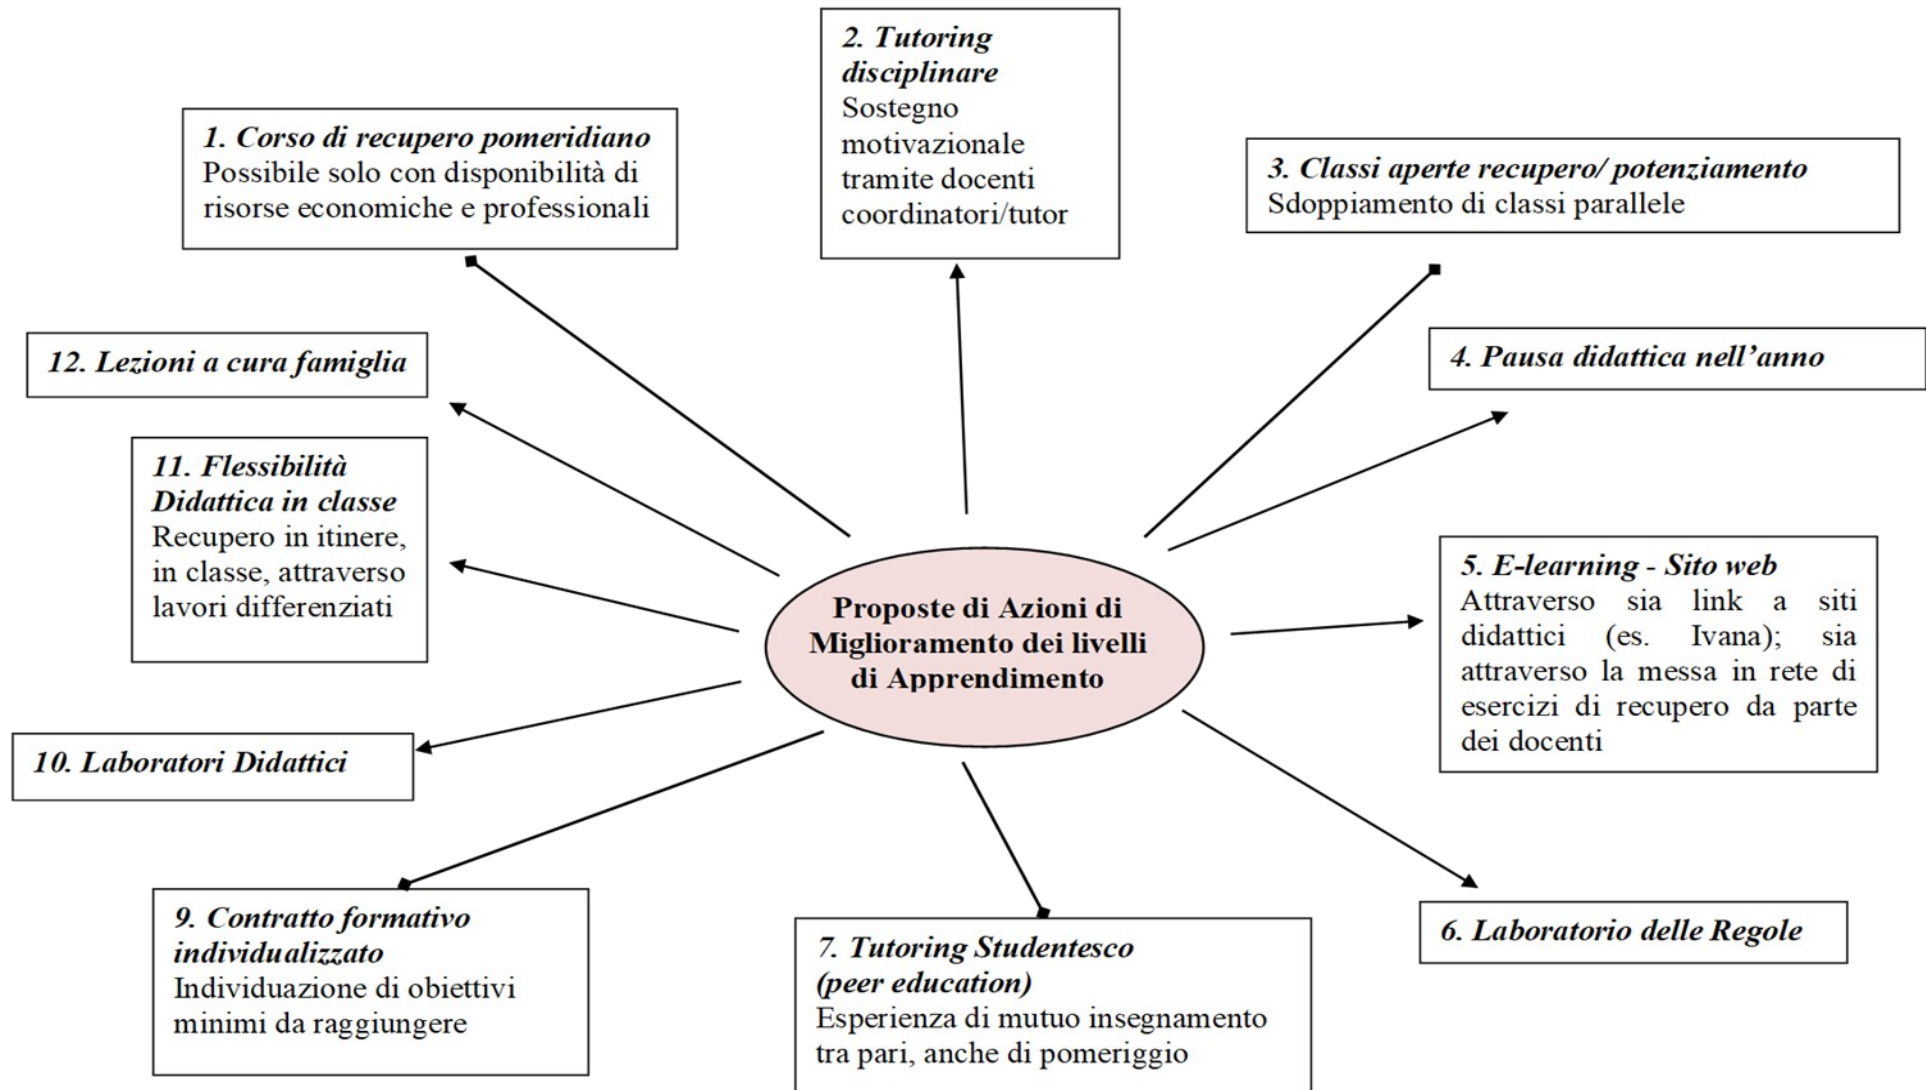 1. Corso di recupero pomeridiano
Possibile solo con disponibilità di
risorse economiche e professionali
2. Tutoring
disciplinare
Sostegno
motivazionale
tramite docenti
coordinatori/tutor
3. Classi aperte recupero/ potenziamento
Sdoppiamento di classi parallele
4. Pausa didattica nell’anno
5. E-learning - Sito web
Attraverso sia link a siti
didattici (es. Ivana); sia
attraverso la messa in rete di
esercizi di recupero da parte
dei docenti
6. Laboratorio delle Regole
7. Tutoring Studentesco
(peer education)
Esperienza di mutuo insegnamento
tra pari, anche di pomeriggio
9. Contratto formativo
individualizzato
Individuazione di obiettivi
minimi da raggiungere
10. Laboratori Didattici
11. Flessibilità
Didattica in classe
Recupero in itinere,
in classe, attraverso
lavori differenziati
12. Lezioni a cura famiglia
Proposte di Azioni di
Miglioramento dei livelli
di Apprendimento